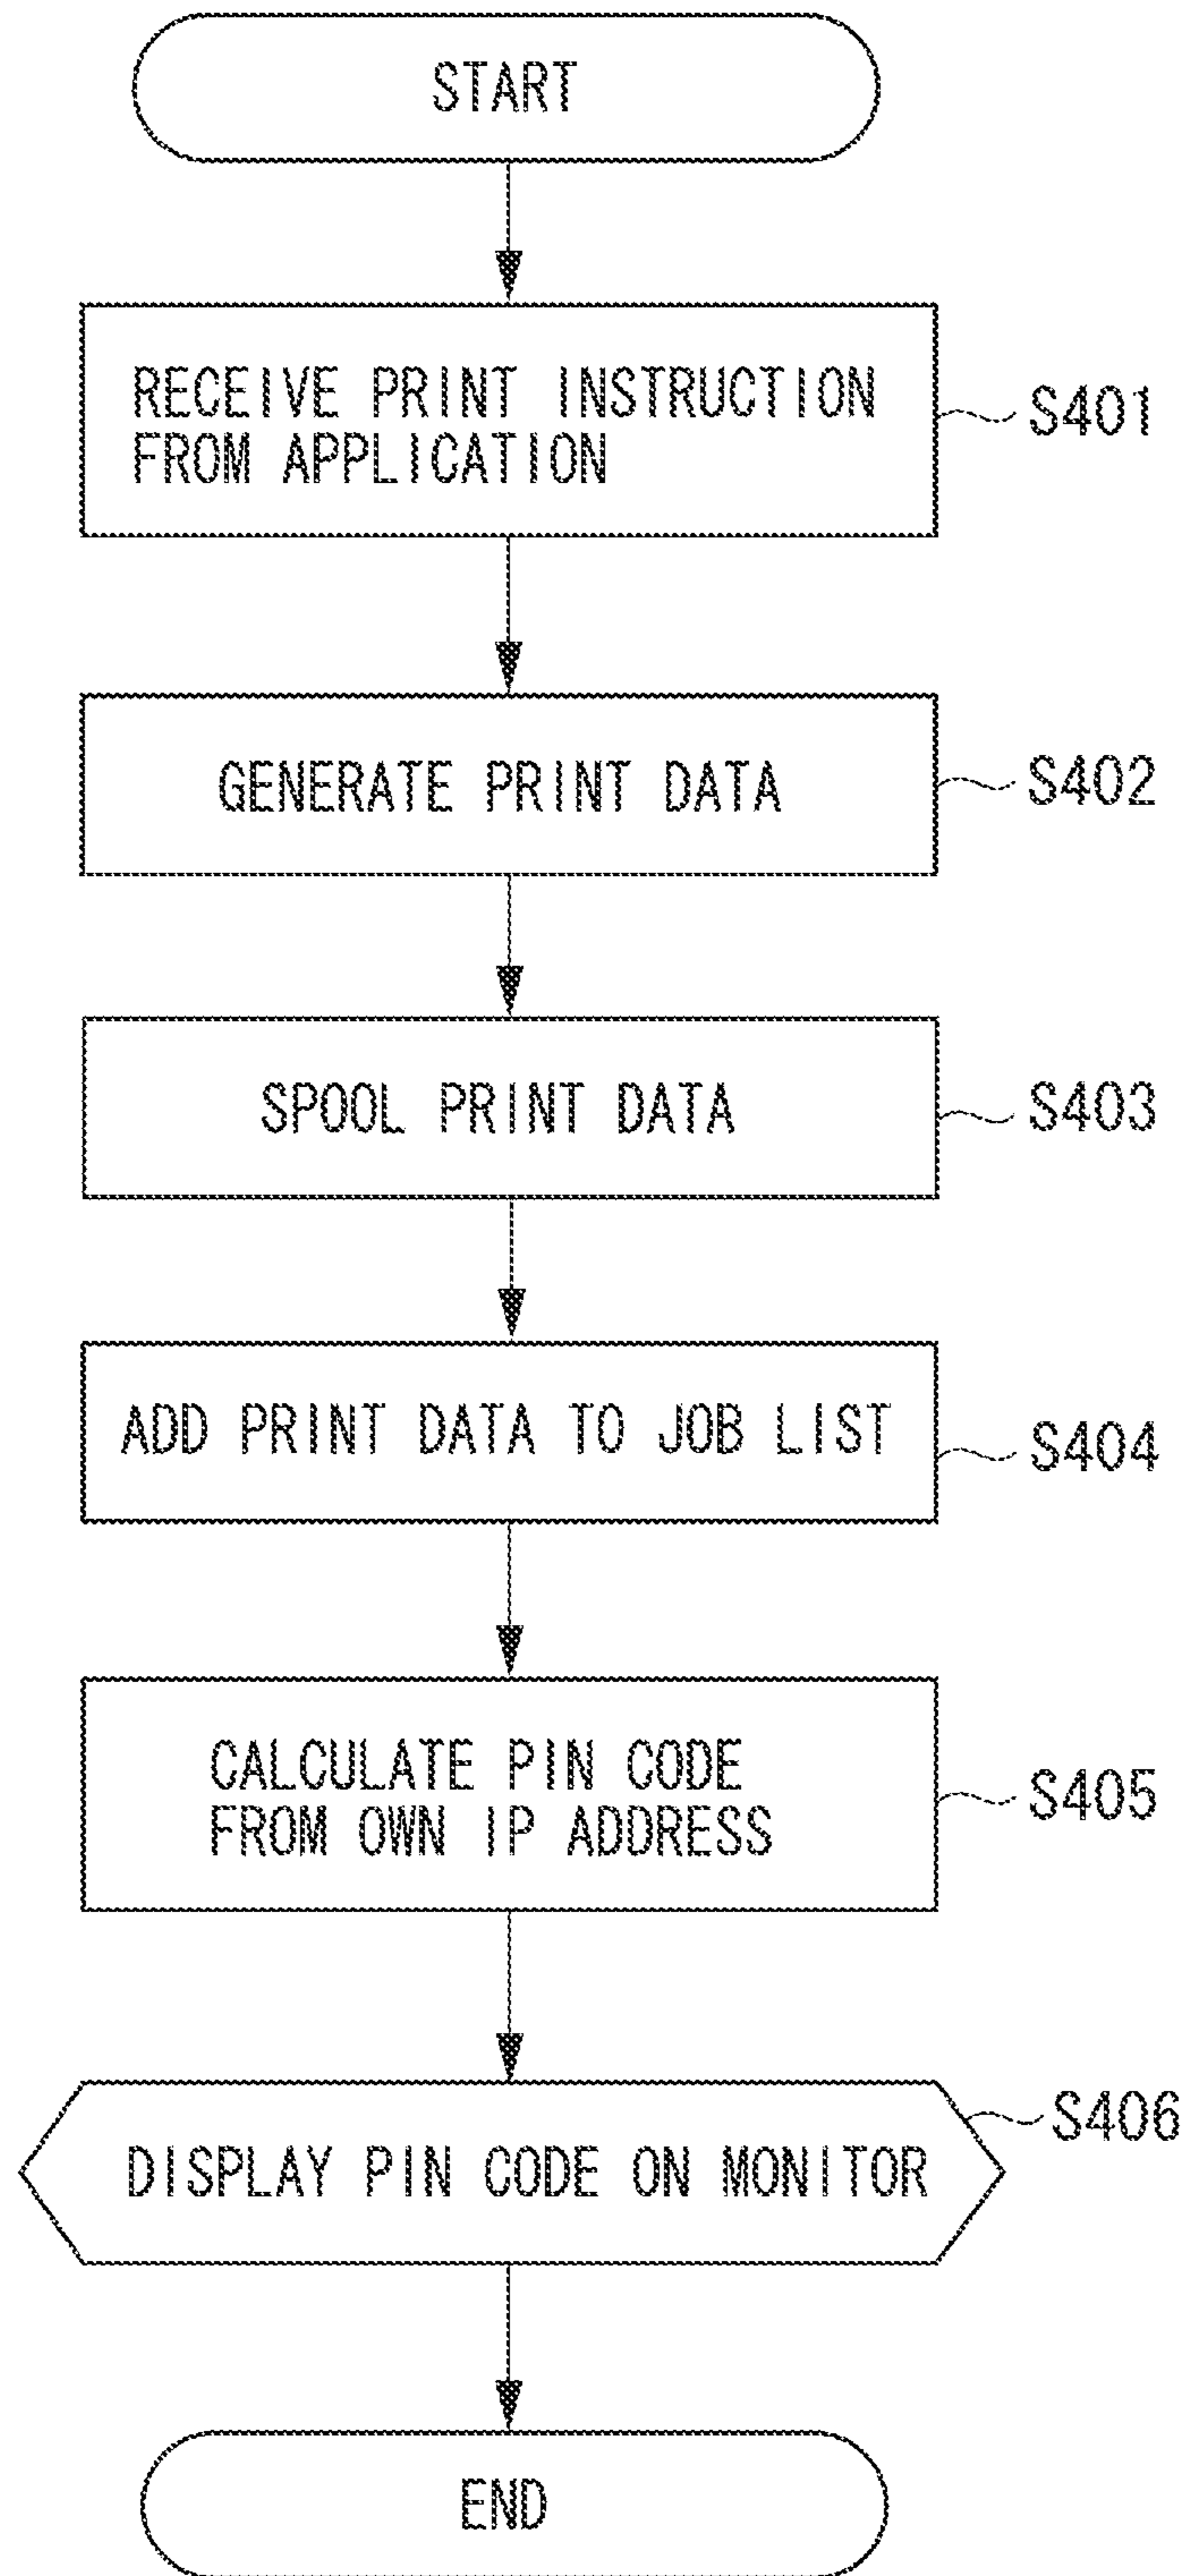 START
RECEIVE PRINT INSTRUCTION
FROM APPLICATION
S401
GENERATE PRINT DATA
S402
SPOOL PRINT DATA
S403
ADD PRINT DATA TO JOB LIST
S404
CALCULATE PIN CODE
FROM OWN IP ADDRESS
S405
DISPLAY PIN CODE ON MONITOR
S406
END